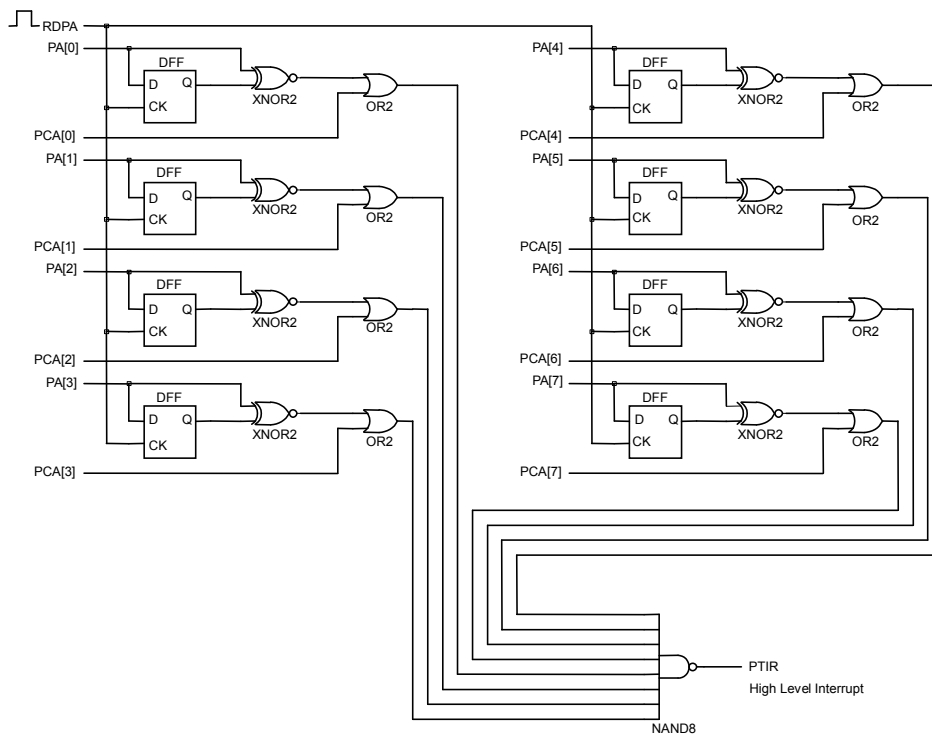 RDPA
PA[0]
DFF
D
Q
CK
XNOR2
OR2
PCA[0]
PA[1]
DFF
D
Q
CK
XNOR2
OR2
PCA[1]
PA[2]
DFF
D
Q
CK
XNOR2
OR2
PCA[2]
PA[3]
DFF
D
Q
CK
XNOR2
OR2
PCA[3]
PA[4]
DFF
D
Q
CK
XNOR2
OR2
PCA[4]
PA[5]
DFF
D
Q
CK
XNOR2
OR2
PCA[5]
PA[6]
DFF
D
Q
CK
XNOR2
OR2
PCA[6]
PA[7]
DFF
D
Q
CK
XNOR2
OR2
PCA[7]
PTIR
High Level Interrupt
NAND8